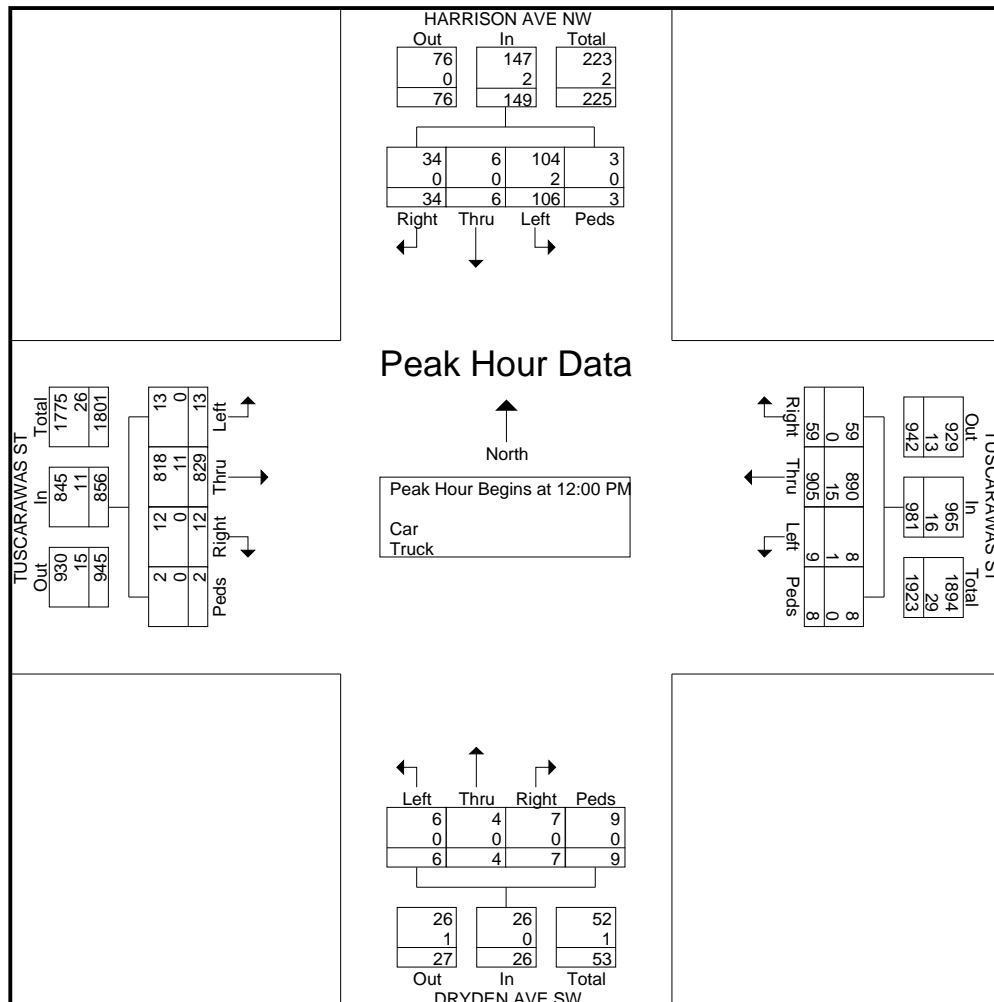 HARRISON AVE NW
Out In Total
76 147 223
0 2 2
76 149 225
34 6 104 3
0 0 2 0
34 6 106 3
Right Thru Left Peds
Peak Hour Data
North
Peak Hour Begins at 12:00 PM
Car
Truck
TUSCARAWAS ST
Out In Total
930 845 1775
15 11 26
945 856 1801
2 12 818 13
0 0 11 0
2 12 829 13
Peds Right Thru Left
TUSCARAWAS ST
Out In Total
929 965 1894
13 16 29
942 981 1923
59 890 8 8
0 15 1 0
59 905 9 8
Right Thru Left Peds
Left Thru Right Peds
6 4 7 9
0 0 0 0
6 4 7 9
26 26 52
1 0 1
27 26 53
Out In Total
DRYDEN AVE SW